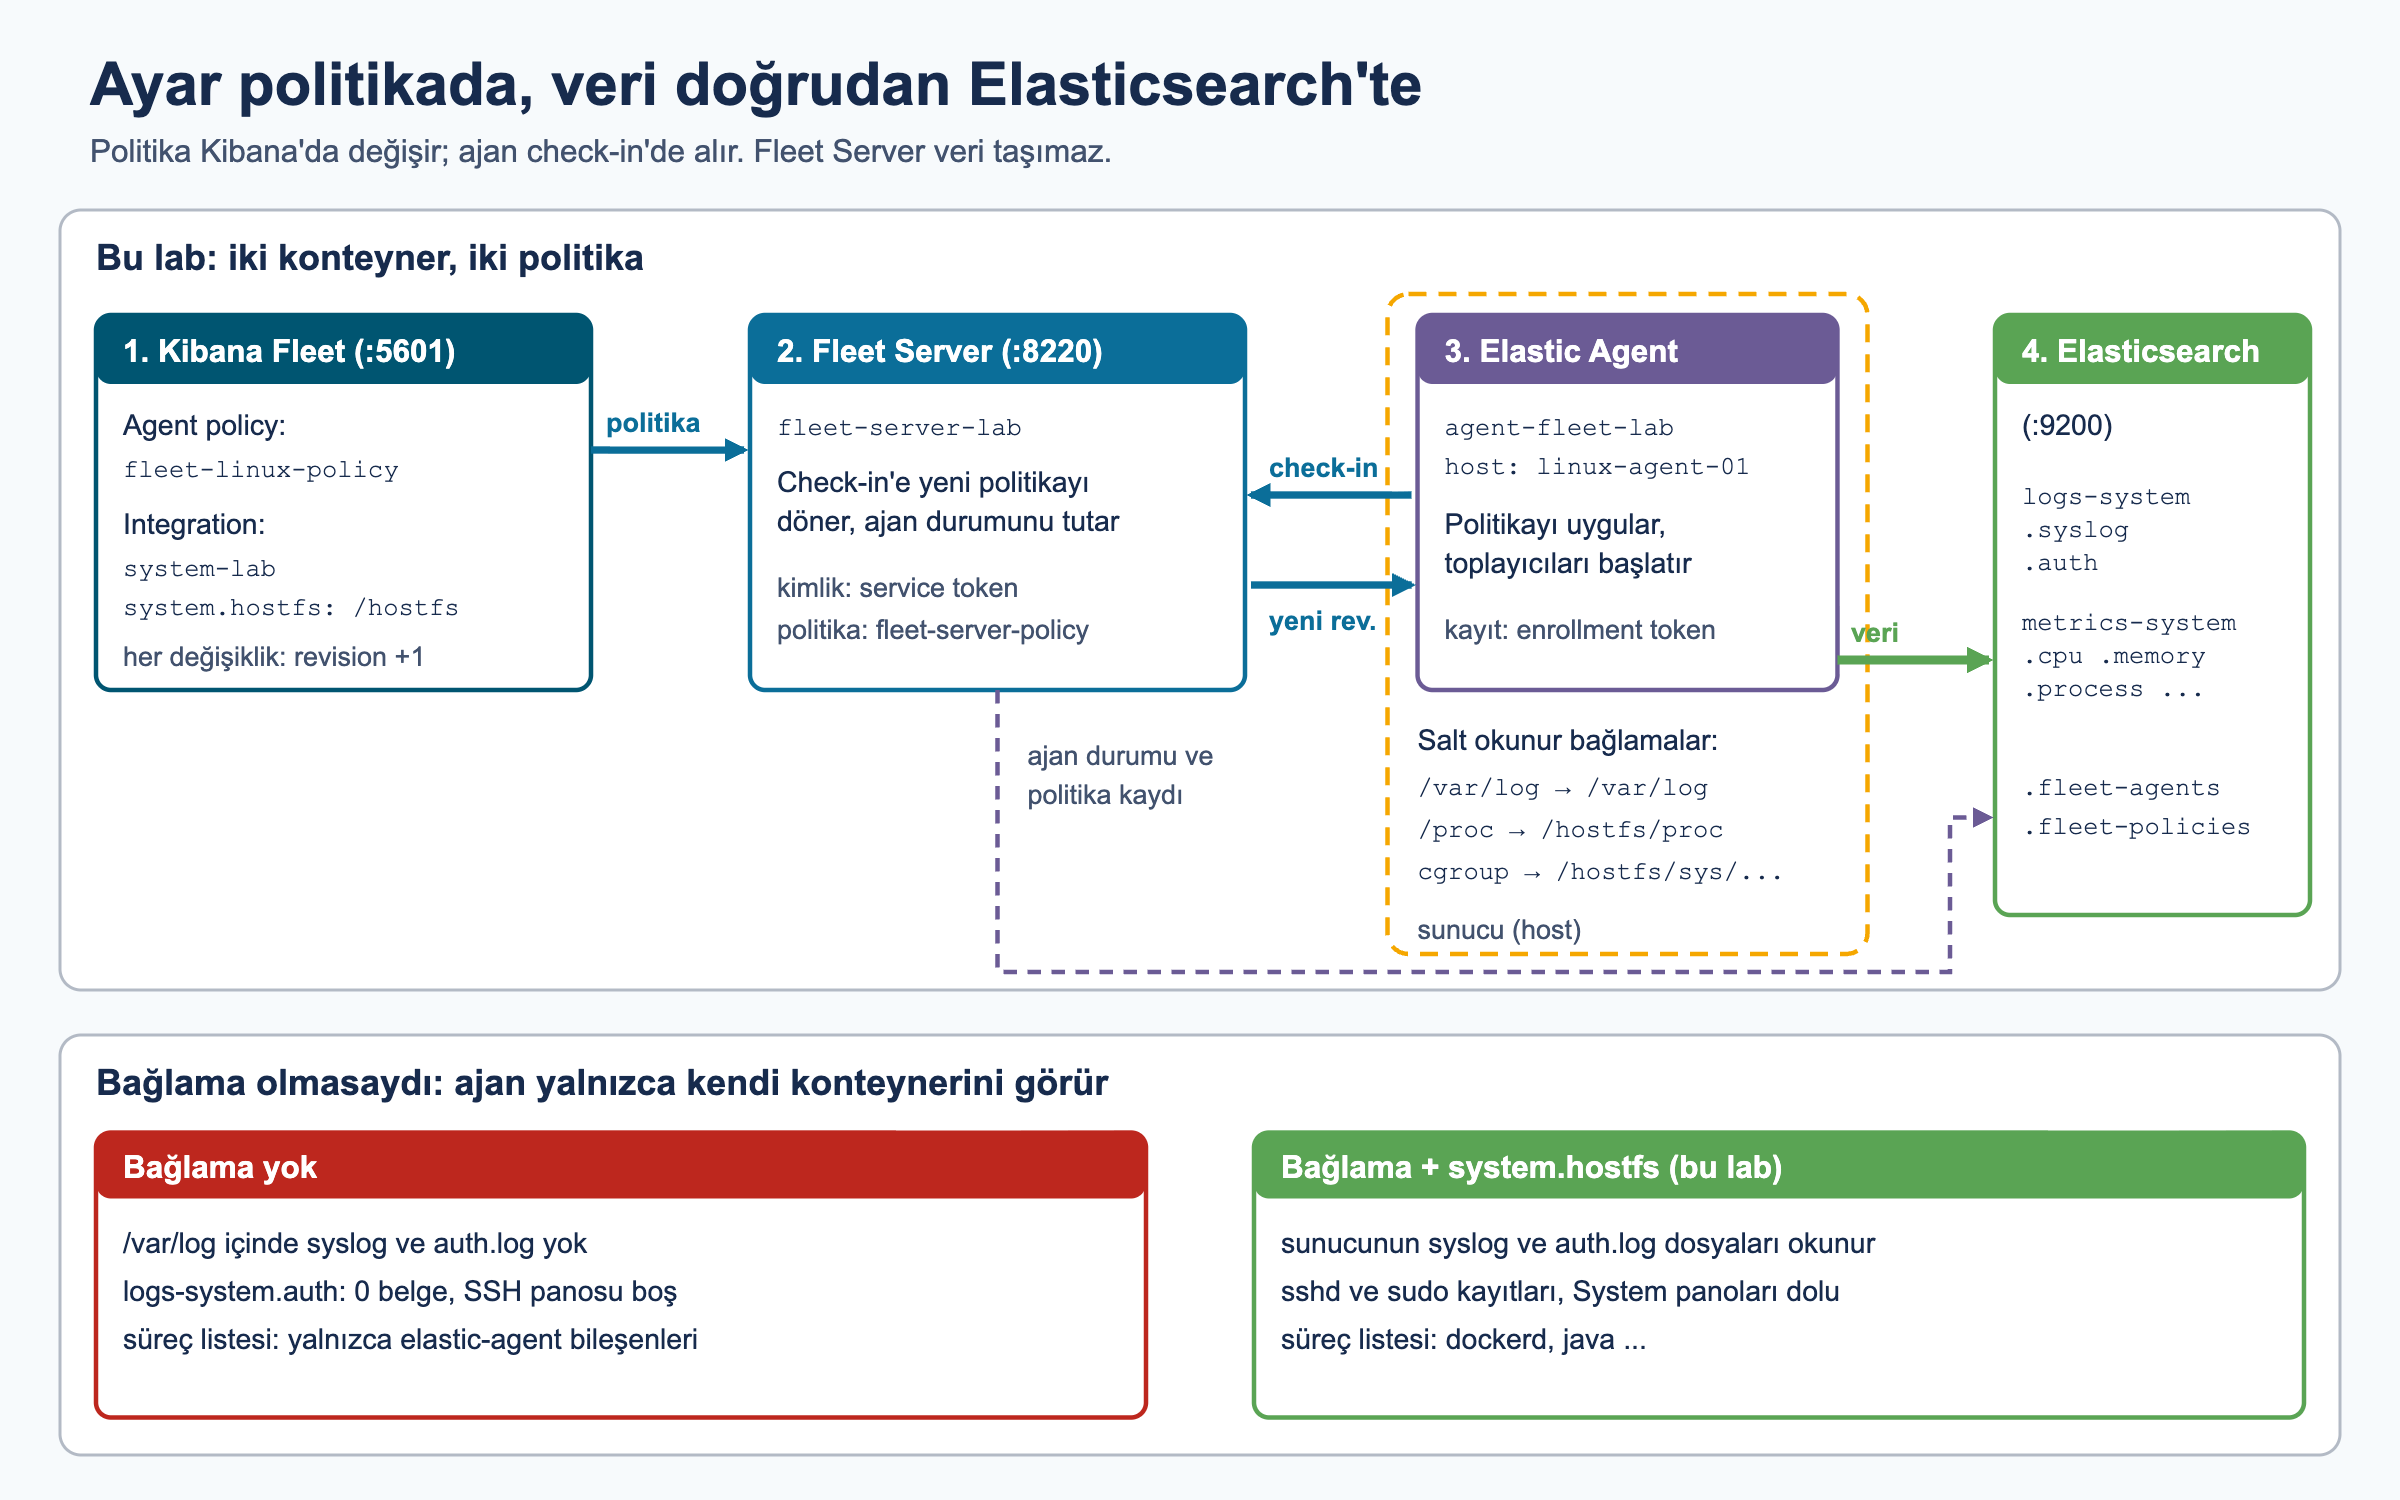 Ayar politikada, veri doğrudan Elasticsearch'te
Politika Kibana'da değişir; ajan check-in'de alır. Fleet Server veri taşımaz.
Bu lab: iki konteyner, iki politika
1. Kibana Fleet (:5601)
Agent policy:
fleet-linux-policy
Integration:
system-lab
system.hostfs: /hostfs
her değişiklik: revision +1
politika
2. Fleet Server (:8220)
fleet-server-lab
Check-in'e yeni politikayı
döner, ajan durumunu tutar
kimlik: service token
politika: fleet-server-policy
check-in
yeni rev.
ajan durumu ve
politika kaydı
3. Elastic Agent
agent-fleet-lab
host: linux-agent-01
Politikayı uygular,
toplayıcıları başlatır
kayıt: enrollment token
Salt okunur bağlamalar:
/var/log → /var/log
/proc → /hostfs/proc
cgroup → /hostfs/sys/...
sunucu (host)
veri
4. Elasticsearch
(:9200)
logs-system
.syslog
.auth
metrics-system
.cpu .memory
.process ...
.fleet-agents
.fleet-policies
Bağlama olmasaydı: ajan yalnızca kendi konteynerini görür
Bağlama yok
/var/log içinde syslog ve auth.log yok
logs-system.auth: 0 belge, SSH panosu boş
süreç listesi: yalnızca elastic-agent bileşenleri
Bağlama + system.hostfs (bu lab)
sunucunun syslog ve auth.log dosyaları okunur
sshd ve sudo kayıtları, System panoları dolu
süreç listesi: dockerd, java ...